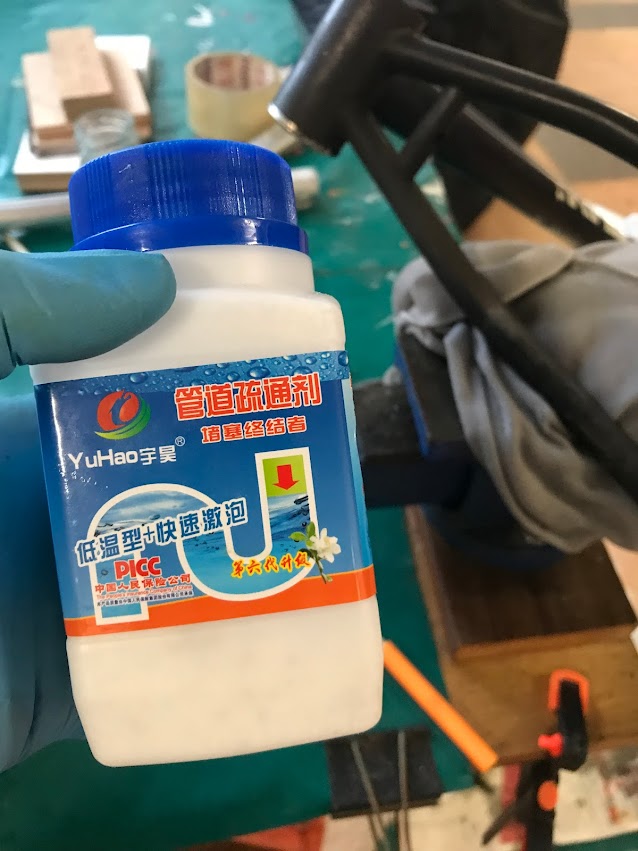 管道疏通剂
堵塞终结者
YuHao宇昊®
低温型+快速激泡
PICC
中国人民保险公司
第六代升级